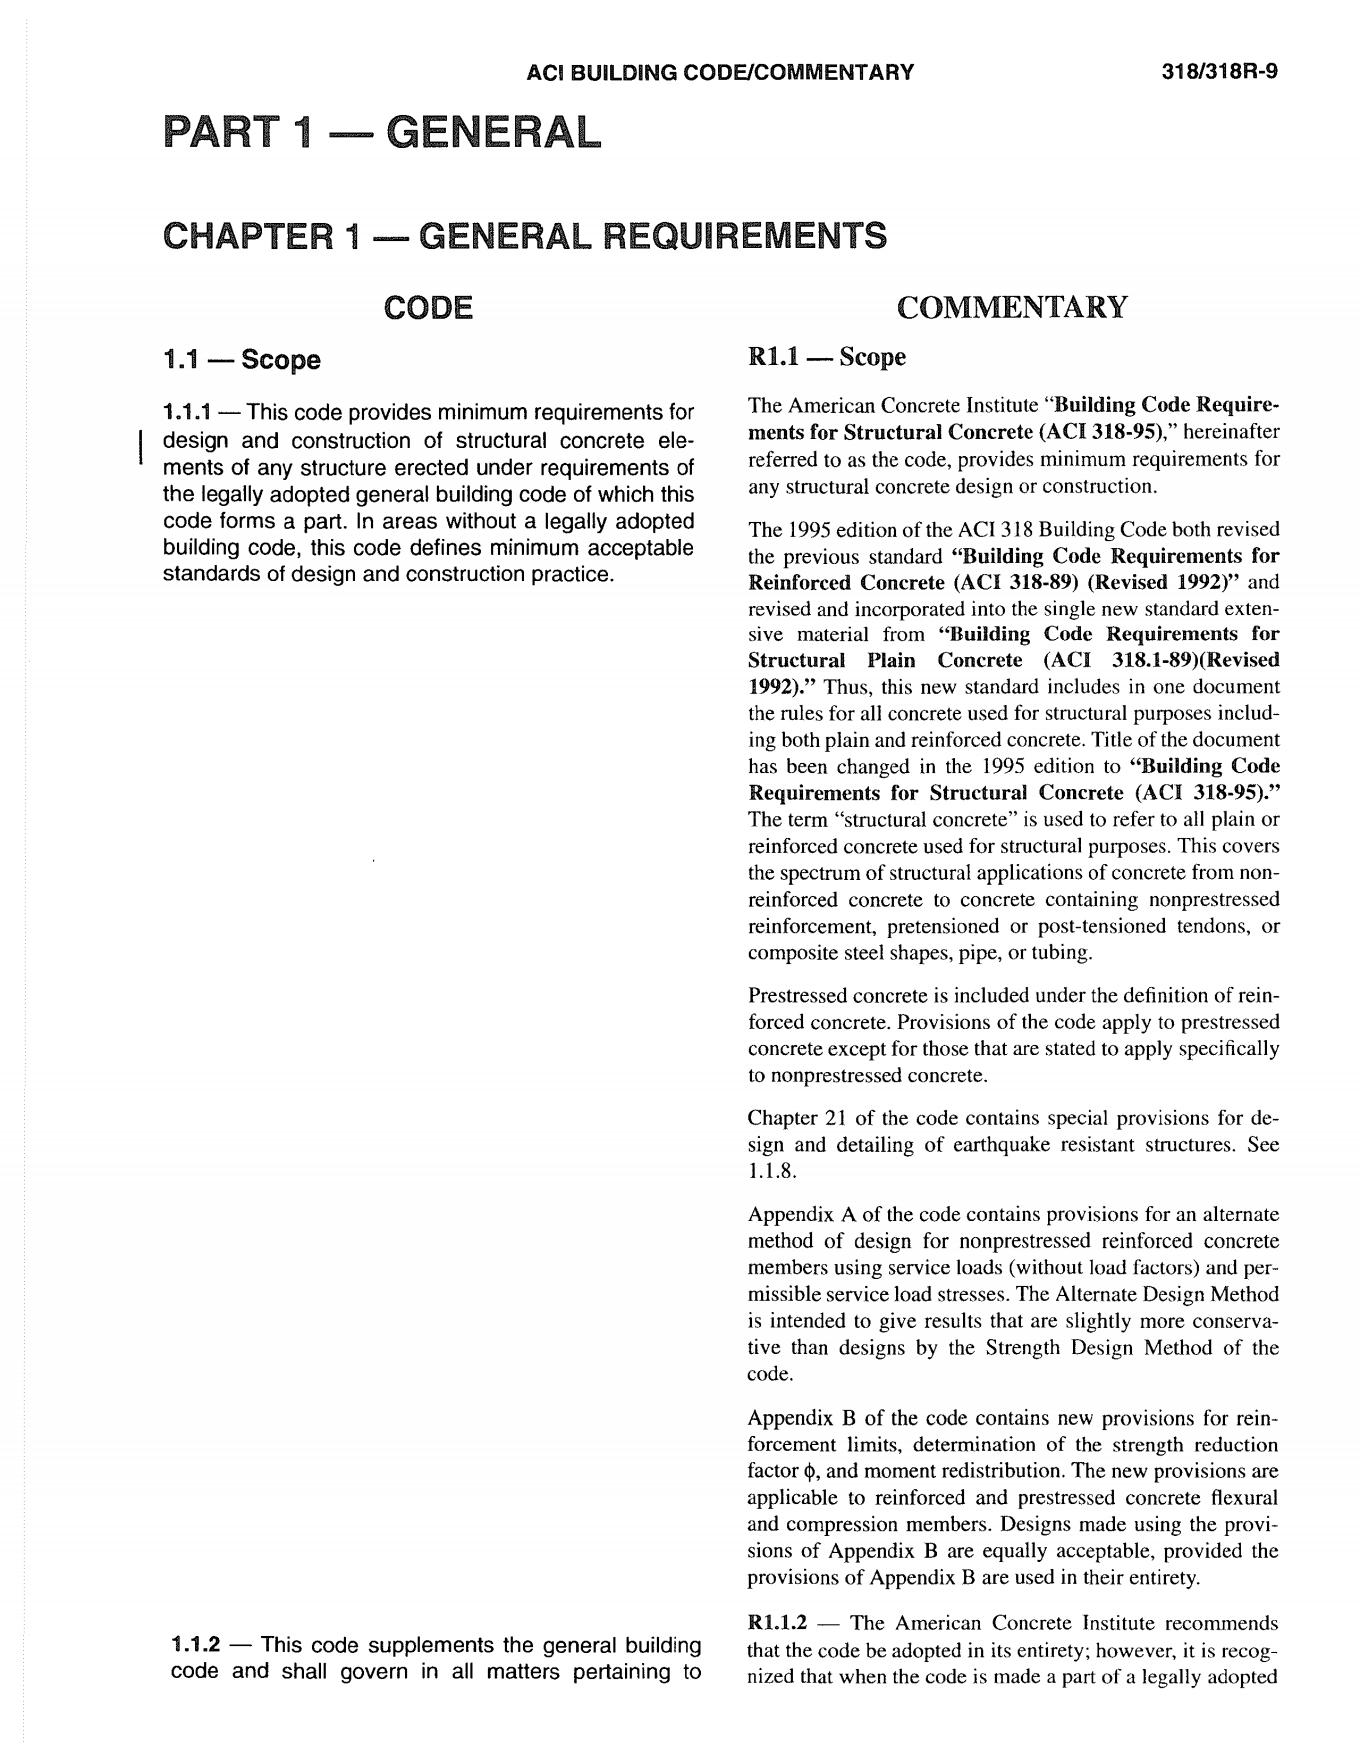 ACI BUILDING CODE/COMMENTARY 318/318R-9
PART 1 — GENERAL
CHAPTER 1 — GENERAL REQUIREMENTS
CODE
1.1 — Scope
1.1.1 — This code provides minimum requirements for
design and construction of structural concrete ele-
ments of any structure erected under requirements of
the legally adopted general building code of which this
code forms a part. In areas without a legally adopted
building code, this code defines minimum acceptable
standards of design and construction practice.
1.1.2 — This code supplements the general building
code and shall govern in all matters pertaining to
COMMENTARY
R1.1 — Scope
The American Concrete Institute “Building Code Require-
ments for Structural Concrete (ACI 318-95),” hereinafter
referred to as the code, provides minimum requirements for
any structural concrete design or construction.
The 1995 edition of the ACI 318 Building Code both revised
the previous standard “Building Code Requirements for
Reinforced Concrete (ACI 318-89) (Revised 1992)” and
revised and incorporated into the single new standard exten-
sive material from “Building Code Requirements for
Structural Plain Concrete (ACI 318.1-89)(Revised
1992).” Thus, this new standard includes in one document
the rules for all concrete used for structural purposes includ-
ing both plain and reinforced concrete. Title of the document
has been changed in the 1995 edition to “Building Code
Requirements for Structural Concrete (ACI 318-95).”
The term “structural concrete” is used to refer to all plain or
reinforced concrete used for structural purposes. This covers
the spectrum of structural applications of concrete from non-
reinforced concrete to concrete containing nonprestressed
reinforcement, pretensioned or post-tensioned tendons, or
composite steel shapes, pipe, or tubing.
Prestressed concrete is included under the definition of rein-
forced concrete. Provisions of the code apply to prestressed
concrete except for those that are stated to apply specifically
to nonprestressed concrete.
Chapter 21 of the code contains special provisions for de-
sign and detailing of earthquake resistant structures. See
1.1.8.
Appendix A of the code contains provisions for an alternate
method of design for nonprestressed reinforced concrete
members using service loads (without load factors) and per-
missible service load stresses. The Alternate Design Method
is intended to give results that are slightly more conserva-
tive than designs by the Strength Design Method of the
code.
Appendix B of the code contains new provisions for rein-
forcement limits, determination of the strength reduction
factor ϕ, and moment redistribution. The new provisions are
applicable to reinforced and prestressed concrete flexural
and compression members. Designs made using the provi-
sions of Appendix B are equally acceptable, provided the
provisions of Appendix B are used in their entirety.
R1.1.2 — The American Concrete Institute recommends
that the code be adopted in its entirety; however, it is recog-
nized that when the code is made a part of a legally adopted